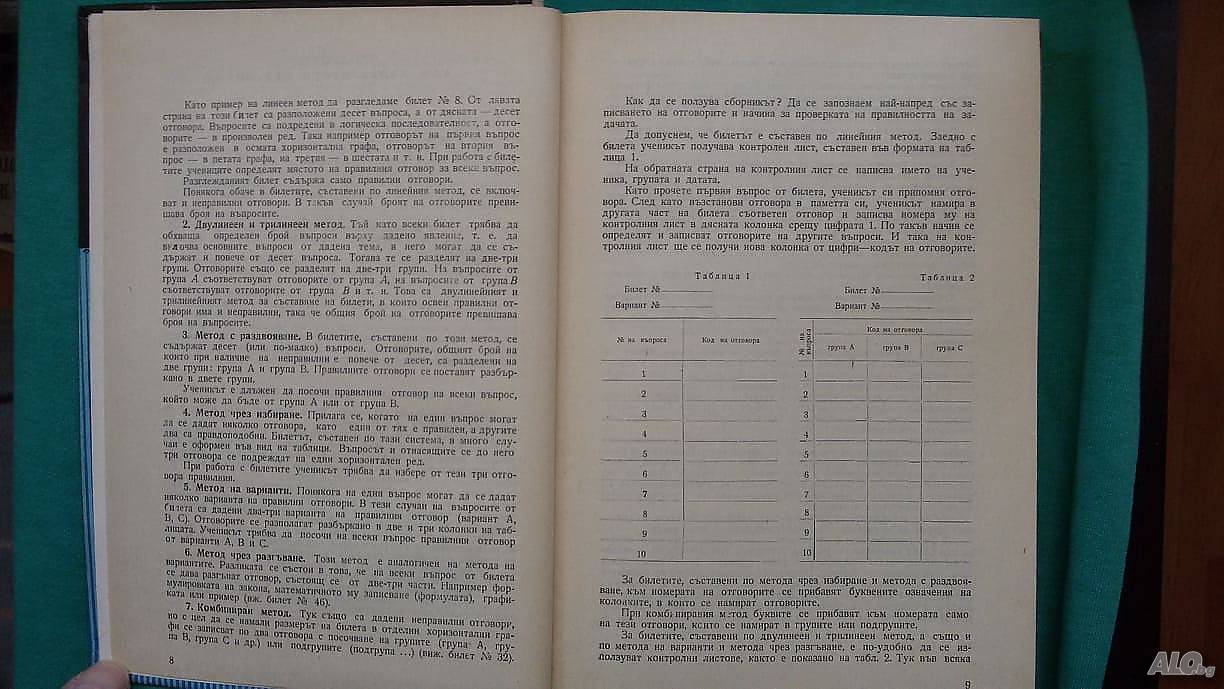 Като пример на линеен метод да разгледаме билет № 8. От лявата
страна на този билет са разположени десет въпроса, а от дясната — десет
отговора. Въпросите са подредени в логическа последователност, а отго-
ворите — в произволен ред. Така например отговорът на първия въпрос
е разположен в осмата хоризонтална графа, отговорът на втория въ-
прос — в петата графа, на третия — в шестата и т. н. При работа с биле-
тите учениците определят мястото на правилния отговор за всеки въпрос.
Разглежданият билет съдържа само правилни отговори.
Понякога обаче в билетите, съставени по линейния метод, се включ-
ват и неправилни отговори. В такъв случай броят на отговорите преви-
шава броя на въпросите.
2. Двулинеен и трилинеен метод. Тъй като всеки билет трябва да
обхваща определен брой въпроси върху дадено явление, т. е. да
включва основните въпроси от дадена тема, в него могат да се съ-
държат и повече от десет въпроса. Тогава те се разделят на две-три
групи. Отговорите също се разделят на две-три групи. На въпросите от
група A съответствуват отговорите от група A, на въпросите от група B
съответствуват отговорите от група B и т. н. Това са двулинейният и
трилинейният метод за съставяне на билети, в които освен правилни от-
говори има и неправилни, така че общия брой на отговорите превишава
броя на въпросите.
3. Метод с раздвояване. В билетите, съставени по този метод, се
съдържат десет (или по-малко) въпроси. Отговорите, общият брой на
които при наличие на неправилни е повече от десет, са разделени на
две групи: група A и група B. Правилните отговори се поставят разбър-
кано в двете групи.
Ученикът е длъжен да посочи правилния отговор на всеки въпрос,
който може да бъде от група A или от група B.
4. Метод чрез избиране. Прилага се, когато на един въпрос могат
да се дадат няколко отговора, като един от тях е правилен, а другите
два са правдоподобни. Билетът, съставен по тази система, в много слу-
чаи е оформен във вид на таблици. Въпросът и отнасящите се до него
три отговора се подреждат на един хоризонтален ред.
При работа с билетите ученикът трябва да избере от тези три отго-
вора правилния.
5. Метод на варианти. Понякога на един въпрос могат да се дадат
няколко варианта на правилни отговори. В тези случаи на въпросите от
билета са дадени два-три варианта на правилния отговор (вариант A,
B, C). Отговорите се разполагат разбъркано в две и три колонки на таб-
лицата. Ученикът трябва да посочи на всеки въпрос правилният отговор
от варианти A, B и C.
6. Метод чрез разгъване. Този метод е аналогичен на метода на
вариантите. Разликата се състои в това, че на всеки въпрос от билета
се дава разгънат отговор, състоящ се от две-три части. Например фор-
мулировката на закона, математичното му записване (формулата), графи-
ката или пример (виж. билет № 46).
7. Комбиниран метод. Тук също са дадени неправилни отговори,
но с цел да се намали размерът на билета в отделни хоризонтални гра-
фи се записват по два отговора с посочване на групите (група A, гру-
па B, група C и др.) или подгрупите (подгрупа ...) (виж. билет № 32).
8
Как да се ползува сборникът? Да се запознаем най-напред със за-
писването на отговорите и начина за проверката на правилността на за-
дачата.
Да допуснем, че билетът е съставен по линейния метод. Заедно с
билета ученикът получава контролен лист, съставен във формата на таб-
лица 1.
На обратната страна на контролния лист се написва името на уче-
ника, групата и датата.
Като прочете първия въпрос от билета, ученикът си припомня отго-
вора. След като възстанови отговора в паметта си, ученикът намира в
другата част на билета съответен отговор и записва номера му на
контролния лист в дясната колонка срещу цифрата 1. По такъв начин се
определят и записват отговорите на другите въпроси. И така на кон-
тролния лист ще се получи нова колонка от цифри—кодът на отговорите.
Таблица 1
Билет №
Вариант №
№ на въпроса Код на отговора
1
2
3
4
5
6
7
8
9
10
Таблица 2
Билет №
Вариант №
№ на въпроса Код на отговора
група A група B група C
1
2
3
4
5
6
7
8
9
10
За билетите, съставени по метода чрез избиране и метода с раздвоя-
ване, към номерата на отговорите се прибавят буквените означения на
колонките, в които се намират отговорите.
При комбинирания метод буквите се прибавят към номерата само
на тези отговори, които се намират в групите или подгрупите.
За билетите, съставени по двулинеен и трилинеен метод, а също и
по метода на варианти и метода чрез разгъване, е по-удобно да се из-
ползуват контролни листове, както е показано на табл. 2. Тук във всяка
9
ALO.bg